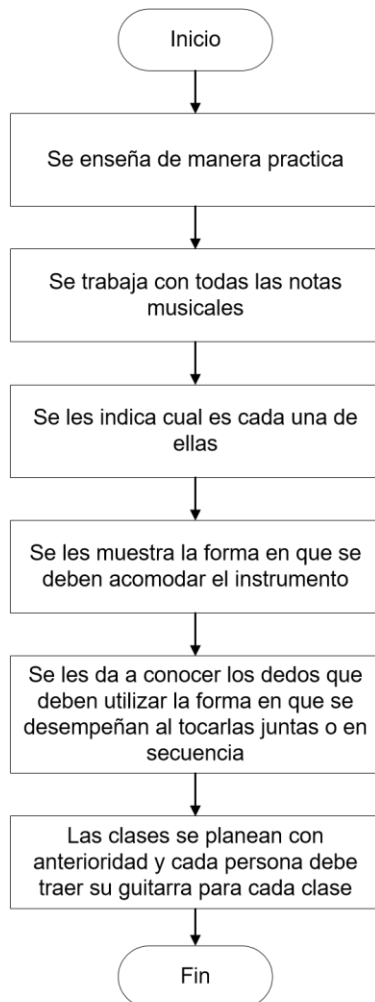 Inicio
Se enseña de manera practica
Se trabaja con todas las notas
musicales
Se les indica cual es cada una de
ellas
Se les muestra la forma en que se
deben acomodar el instrumento
Se les da a conocer los dedos que
deben utilizar la forma en que se
desempeñan al tocarlas juntas o en
secuencia
Las clases se planean con
anterioridad y cada persona debe
traer su guitarra para cada clase
Fin